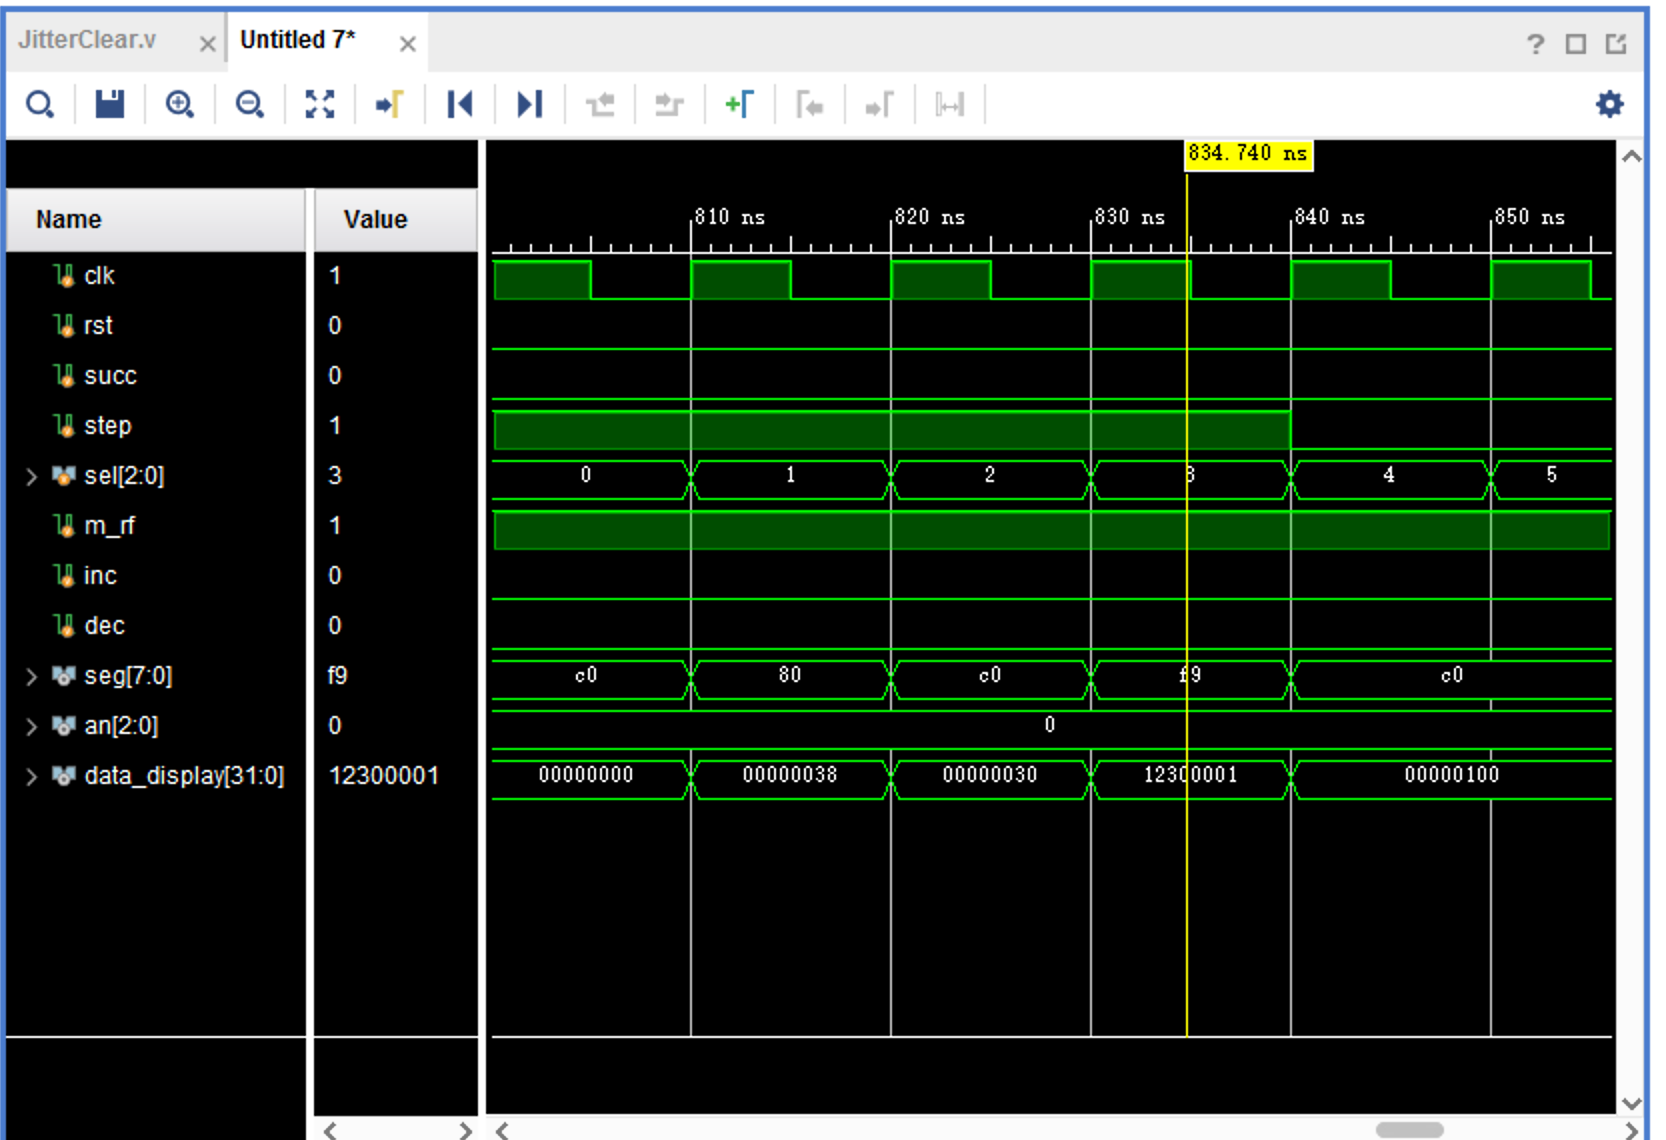 JitterClear.v × Untitled 7* ×
?
834.740 ns
Name Value
810 ns 820 ns 830 ns 840 ns 850 ns
clk 1
rst 0
succ 0
step 1
sel[2:0] 3 0 1 2 3 4 5
m_rf 1
inc 0
dec 0
seg[7:0] f9 c0 80 c0 f9 c0
an[2:0] 0 0
data_display[31:0] 12300001 00000000 00000038 00000030 12300001 00000100